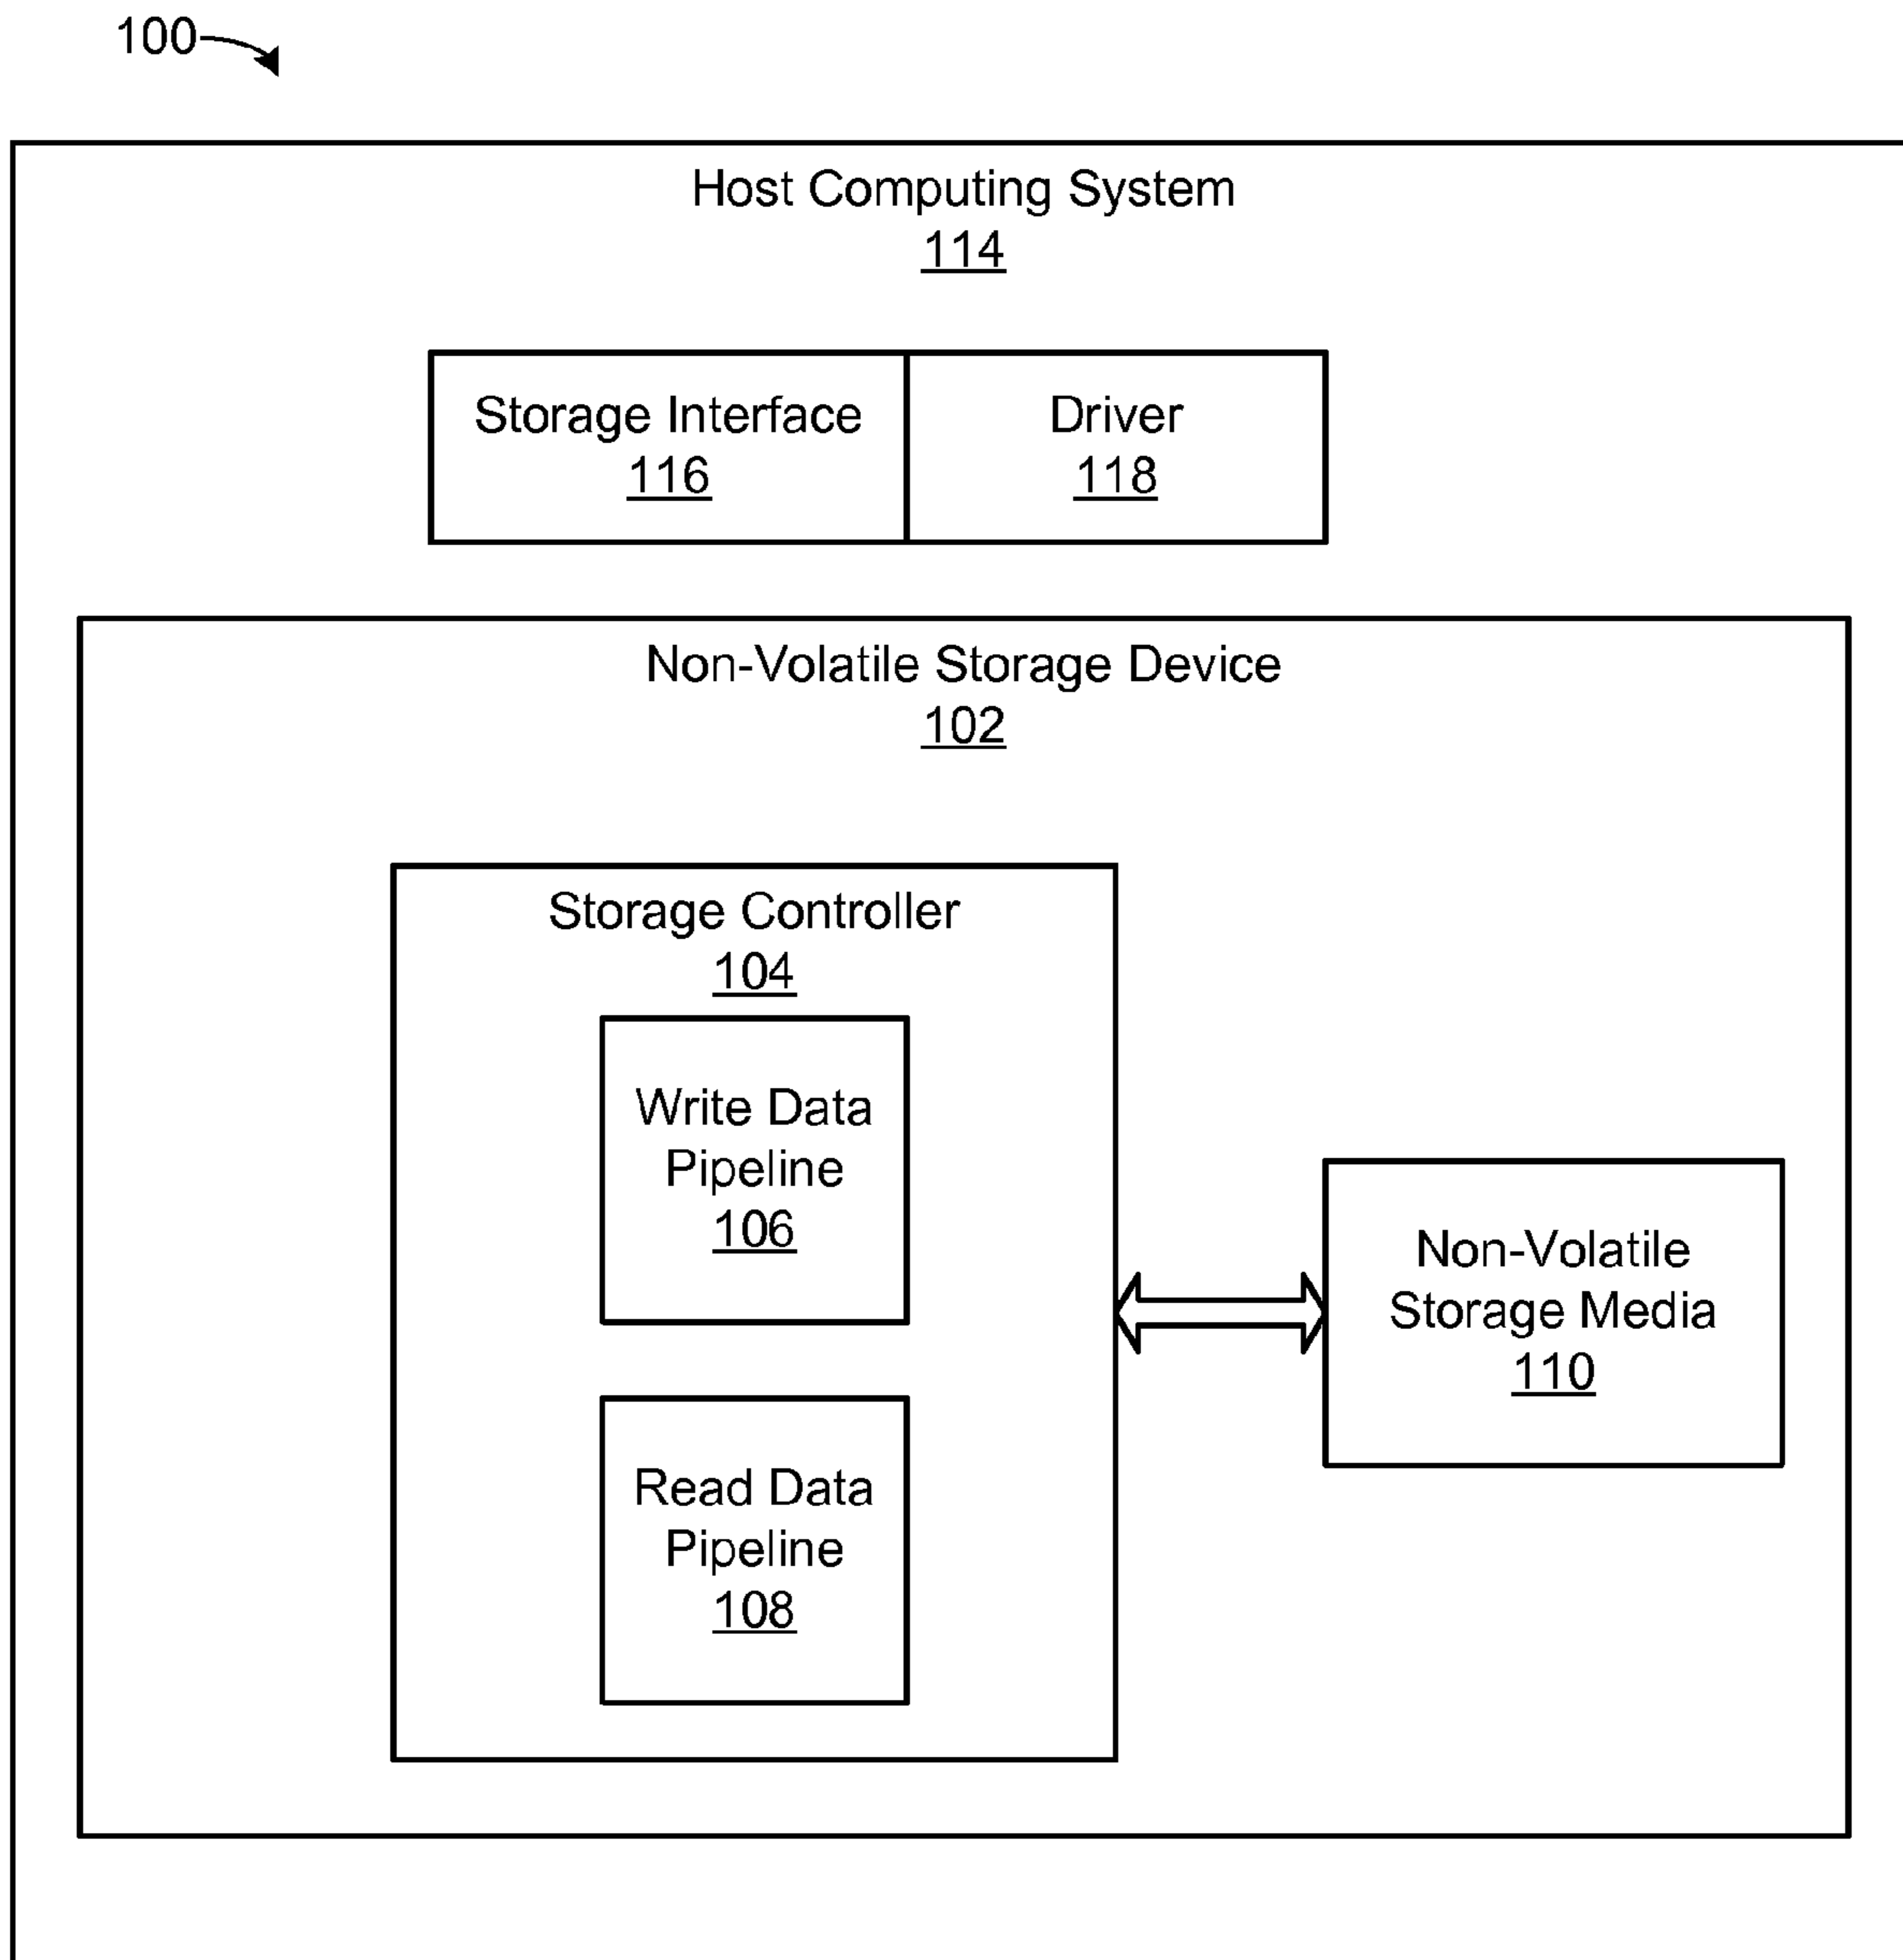 100
Host Computing System
114
Storage Interface
116
Driver
118
Non-Volatile Storage Device
102
Storage Controller
104
Write Data
Pipeline
106
Non-Volatile
Storage Media
110
Read Data
Pipeline
108